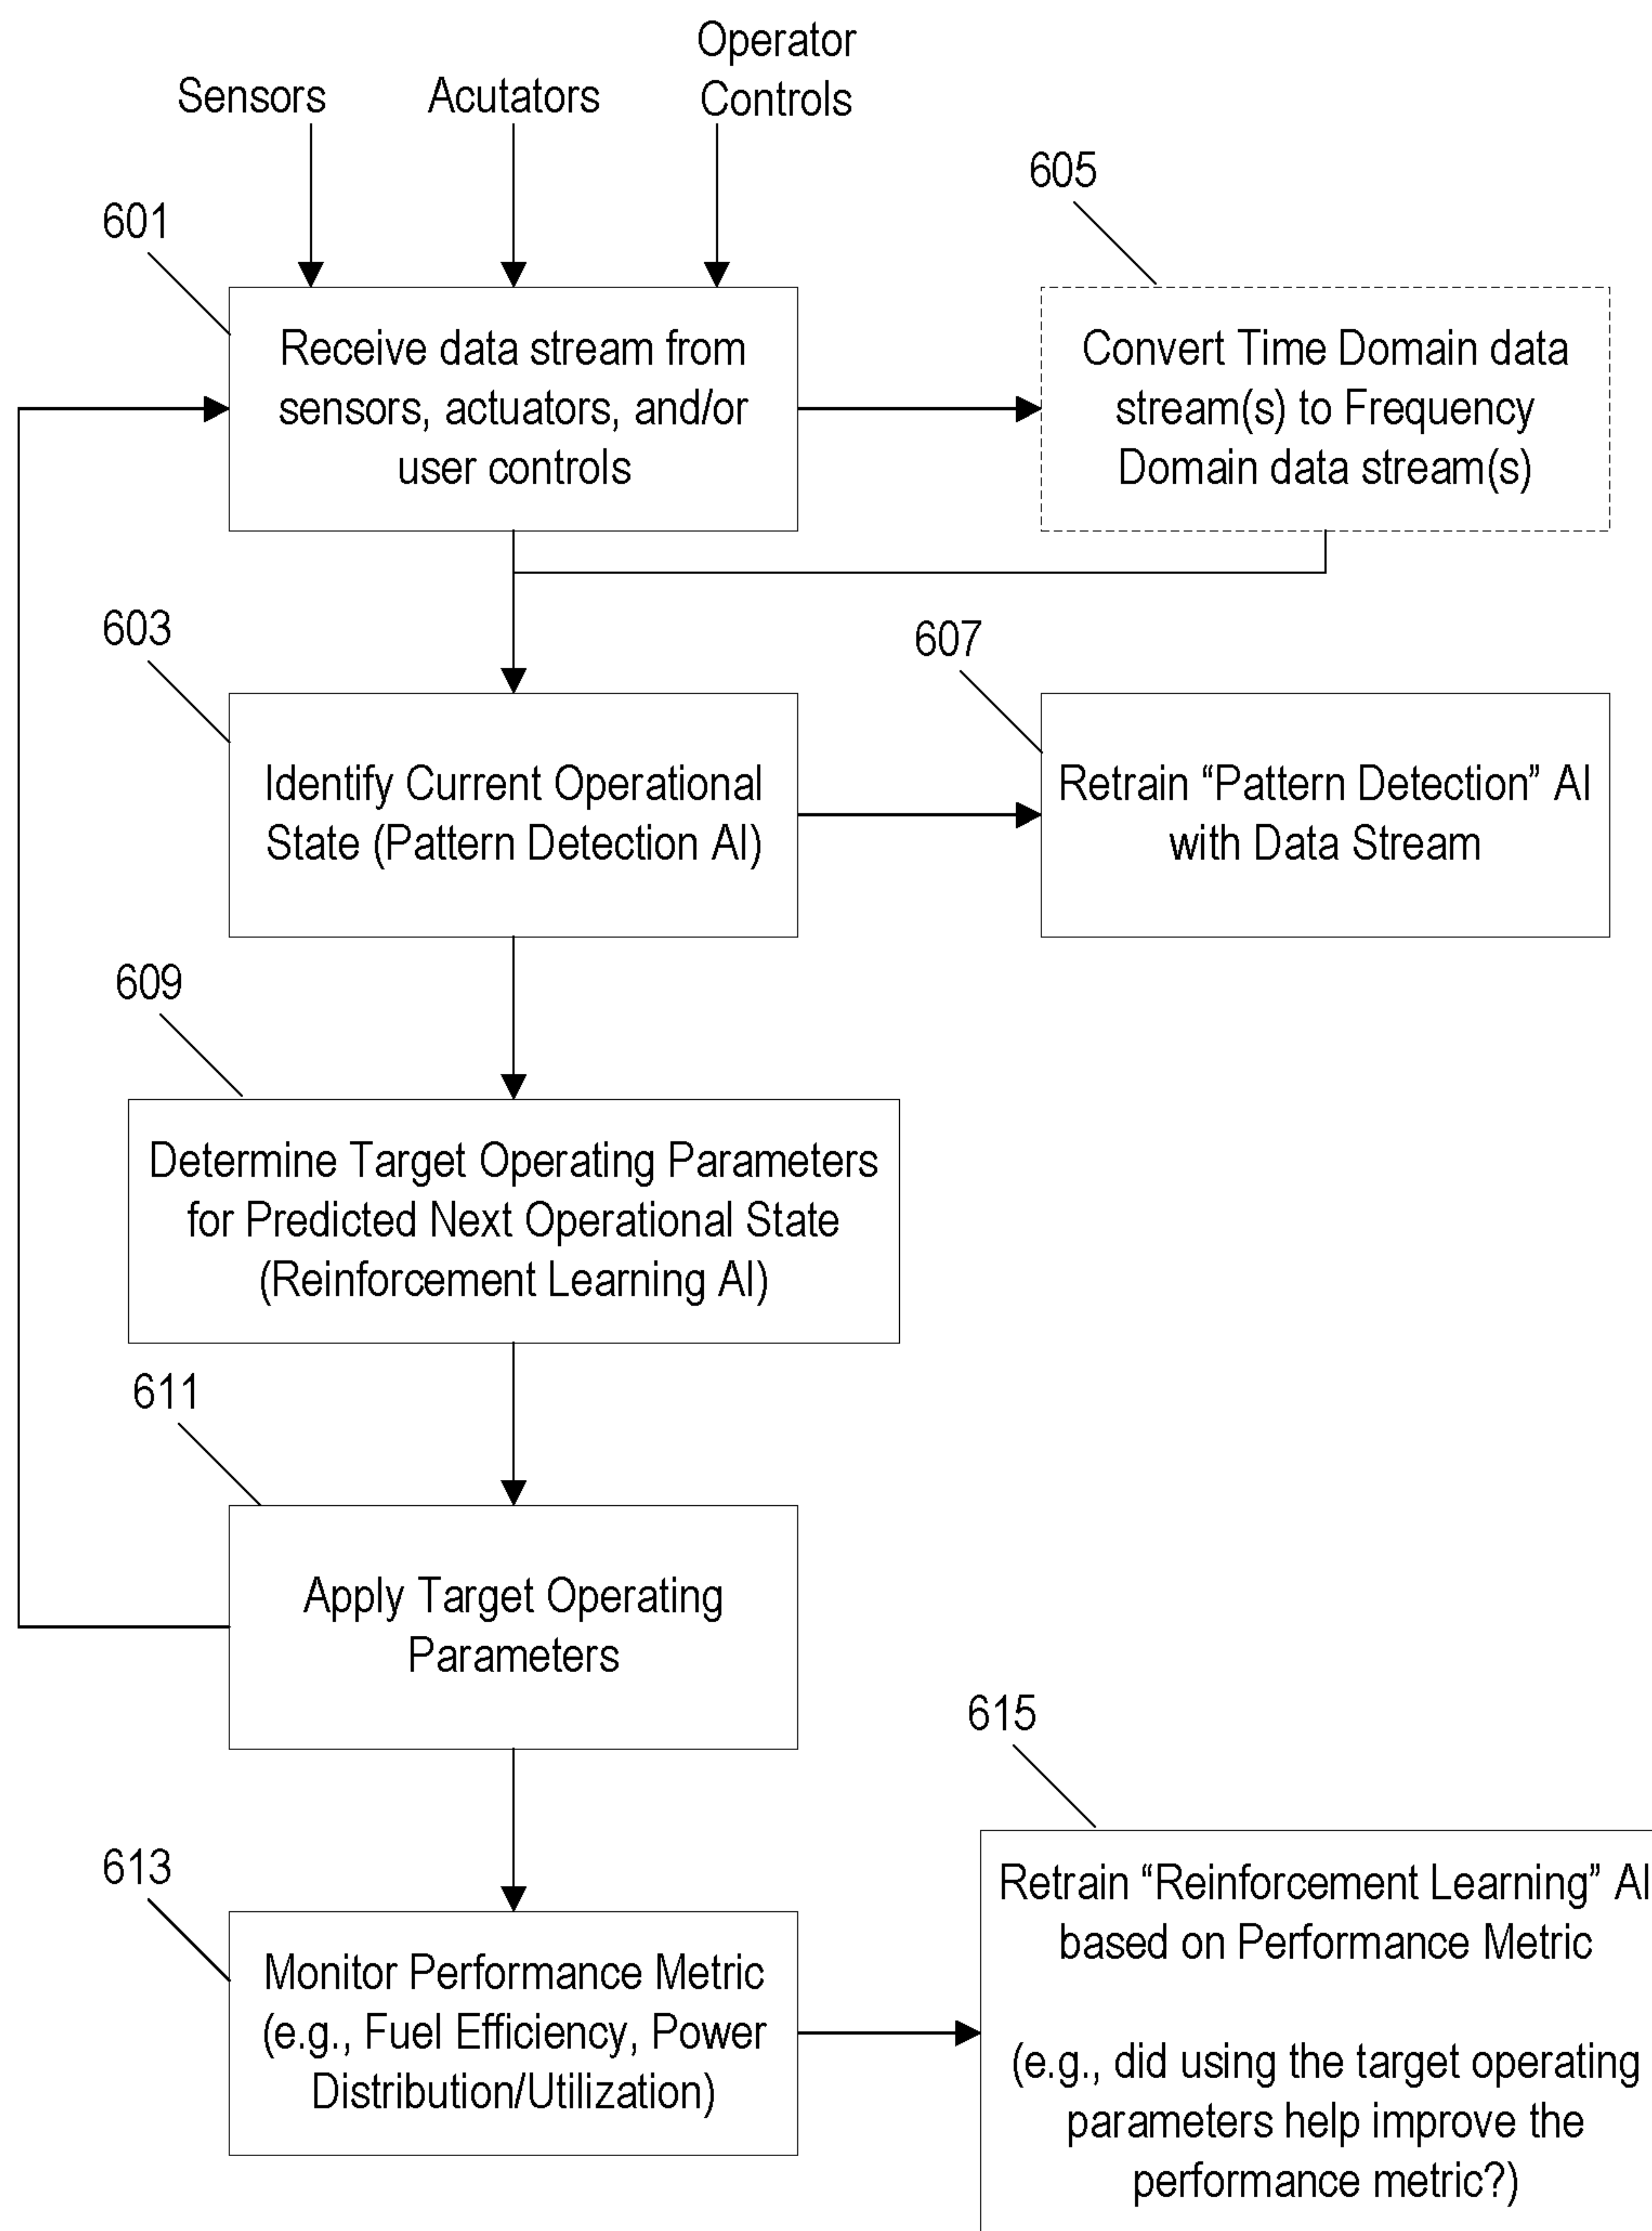 Operator
Controls
Sensors
Acutators
605
601
Receive data stream from
sensors, actuators, and/or
user controls
Convert Time Domain data
stream(s) to Frequency
Domain data stream(s)
603
607
Identify Current Operational
State (Pattern Detection AI)
Retrain “Pattern Detection” AI
with Data Stream
609
Determine Target Operating Parameters
for Predicted Next Operational State
(Reinforcement Learning AI)
611
Apply Target Operating
Parameters
615
613
Monitor Performance Metric
(e.g., Fuel Efficiency, Power
Distribution/Utilization)
Retrain “Reinforcement Learning” AI
based on Performance Metric
(e.g., did using the target operating
parameters help improve the
performance metric?)